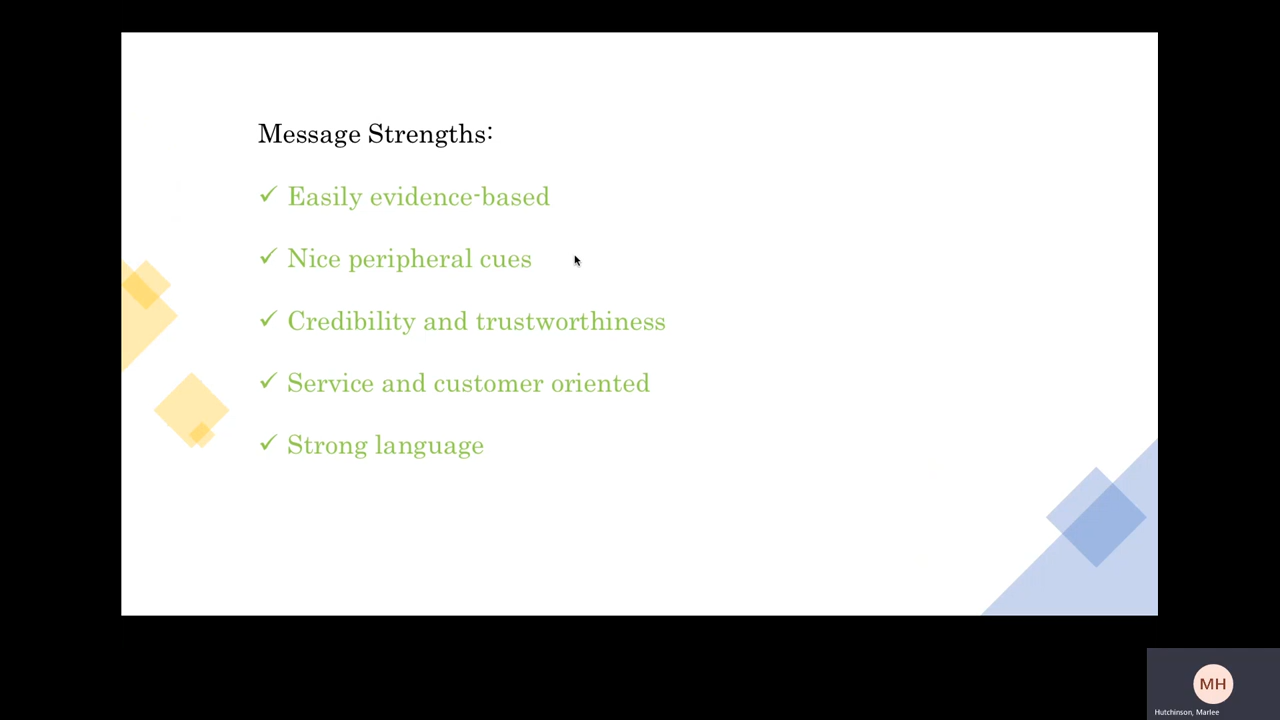 Message Strengths:
✓ Easily evidence-based
✓ Nice peripheral cues
✓ Credibility and trustworthiness
✓ Service and customer oriented
✓ Strong language
MH
Hutchinson, Marlee